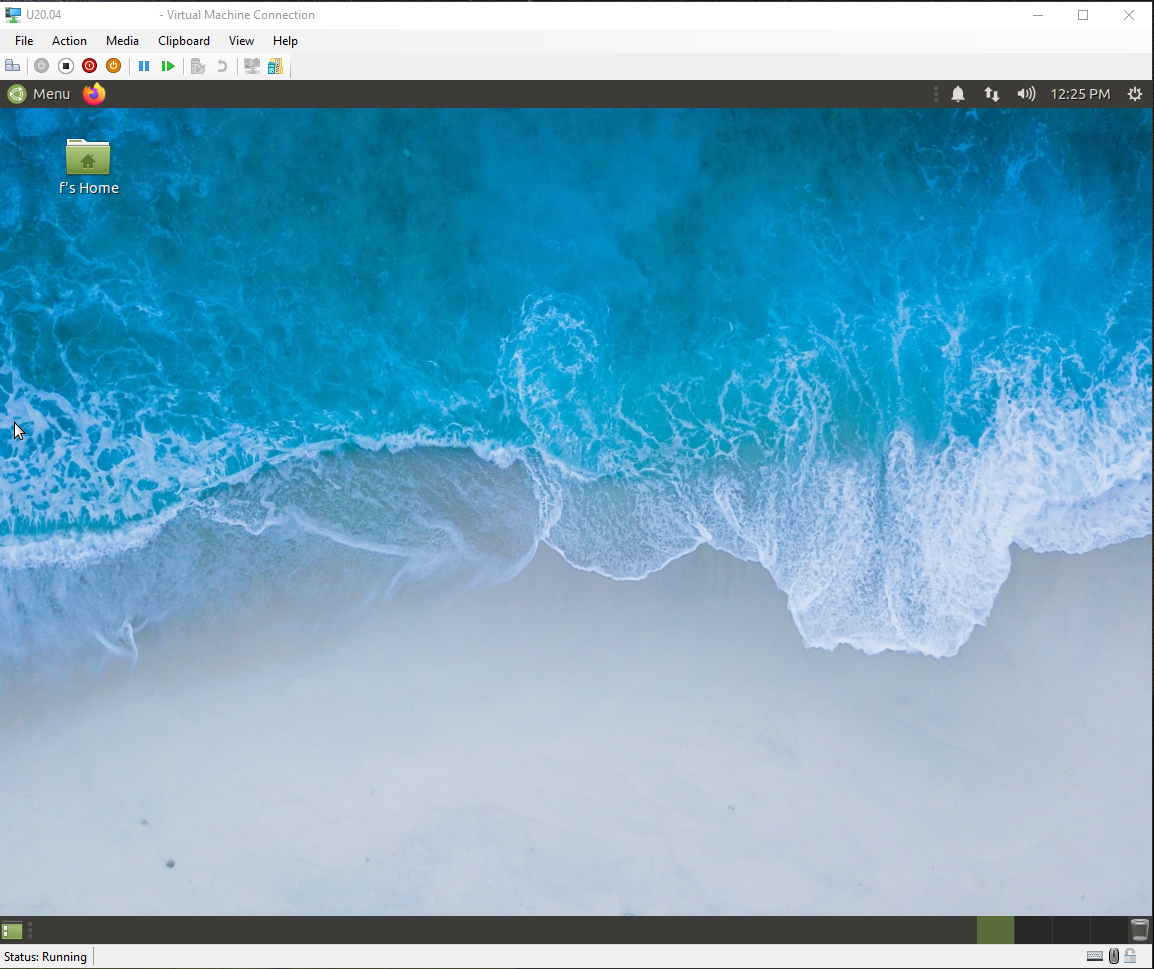 U20.04 - Virtual Machine Connection
File Action Media Clipboard View Help
Menu 12:25 PM
f's Home
Status: Running